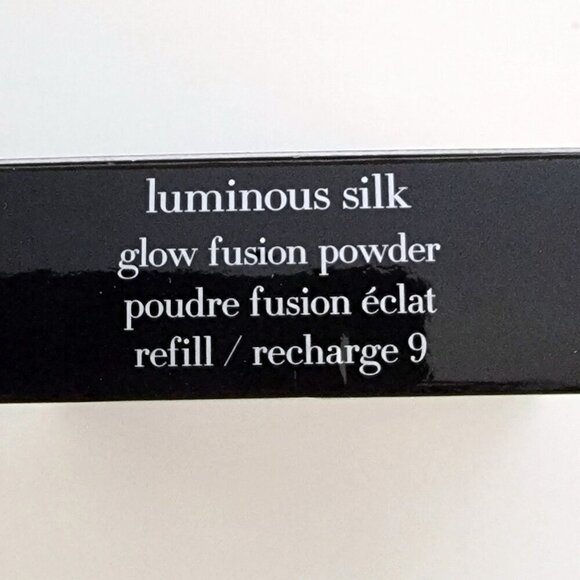 luminous silk
glow fusion powder
poudre fusion éclat
refill / recharge 9